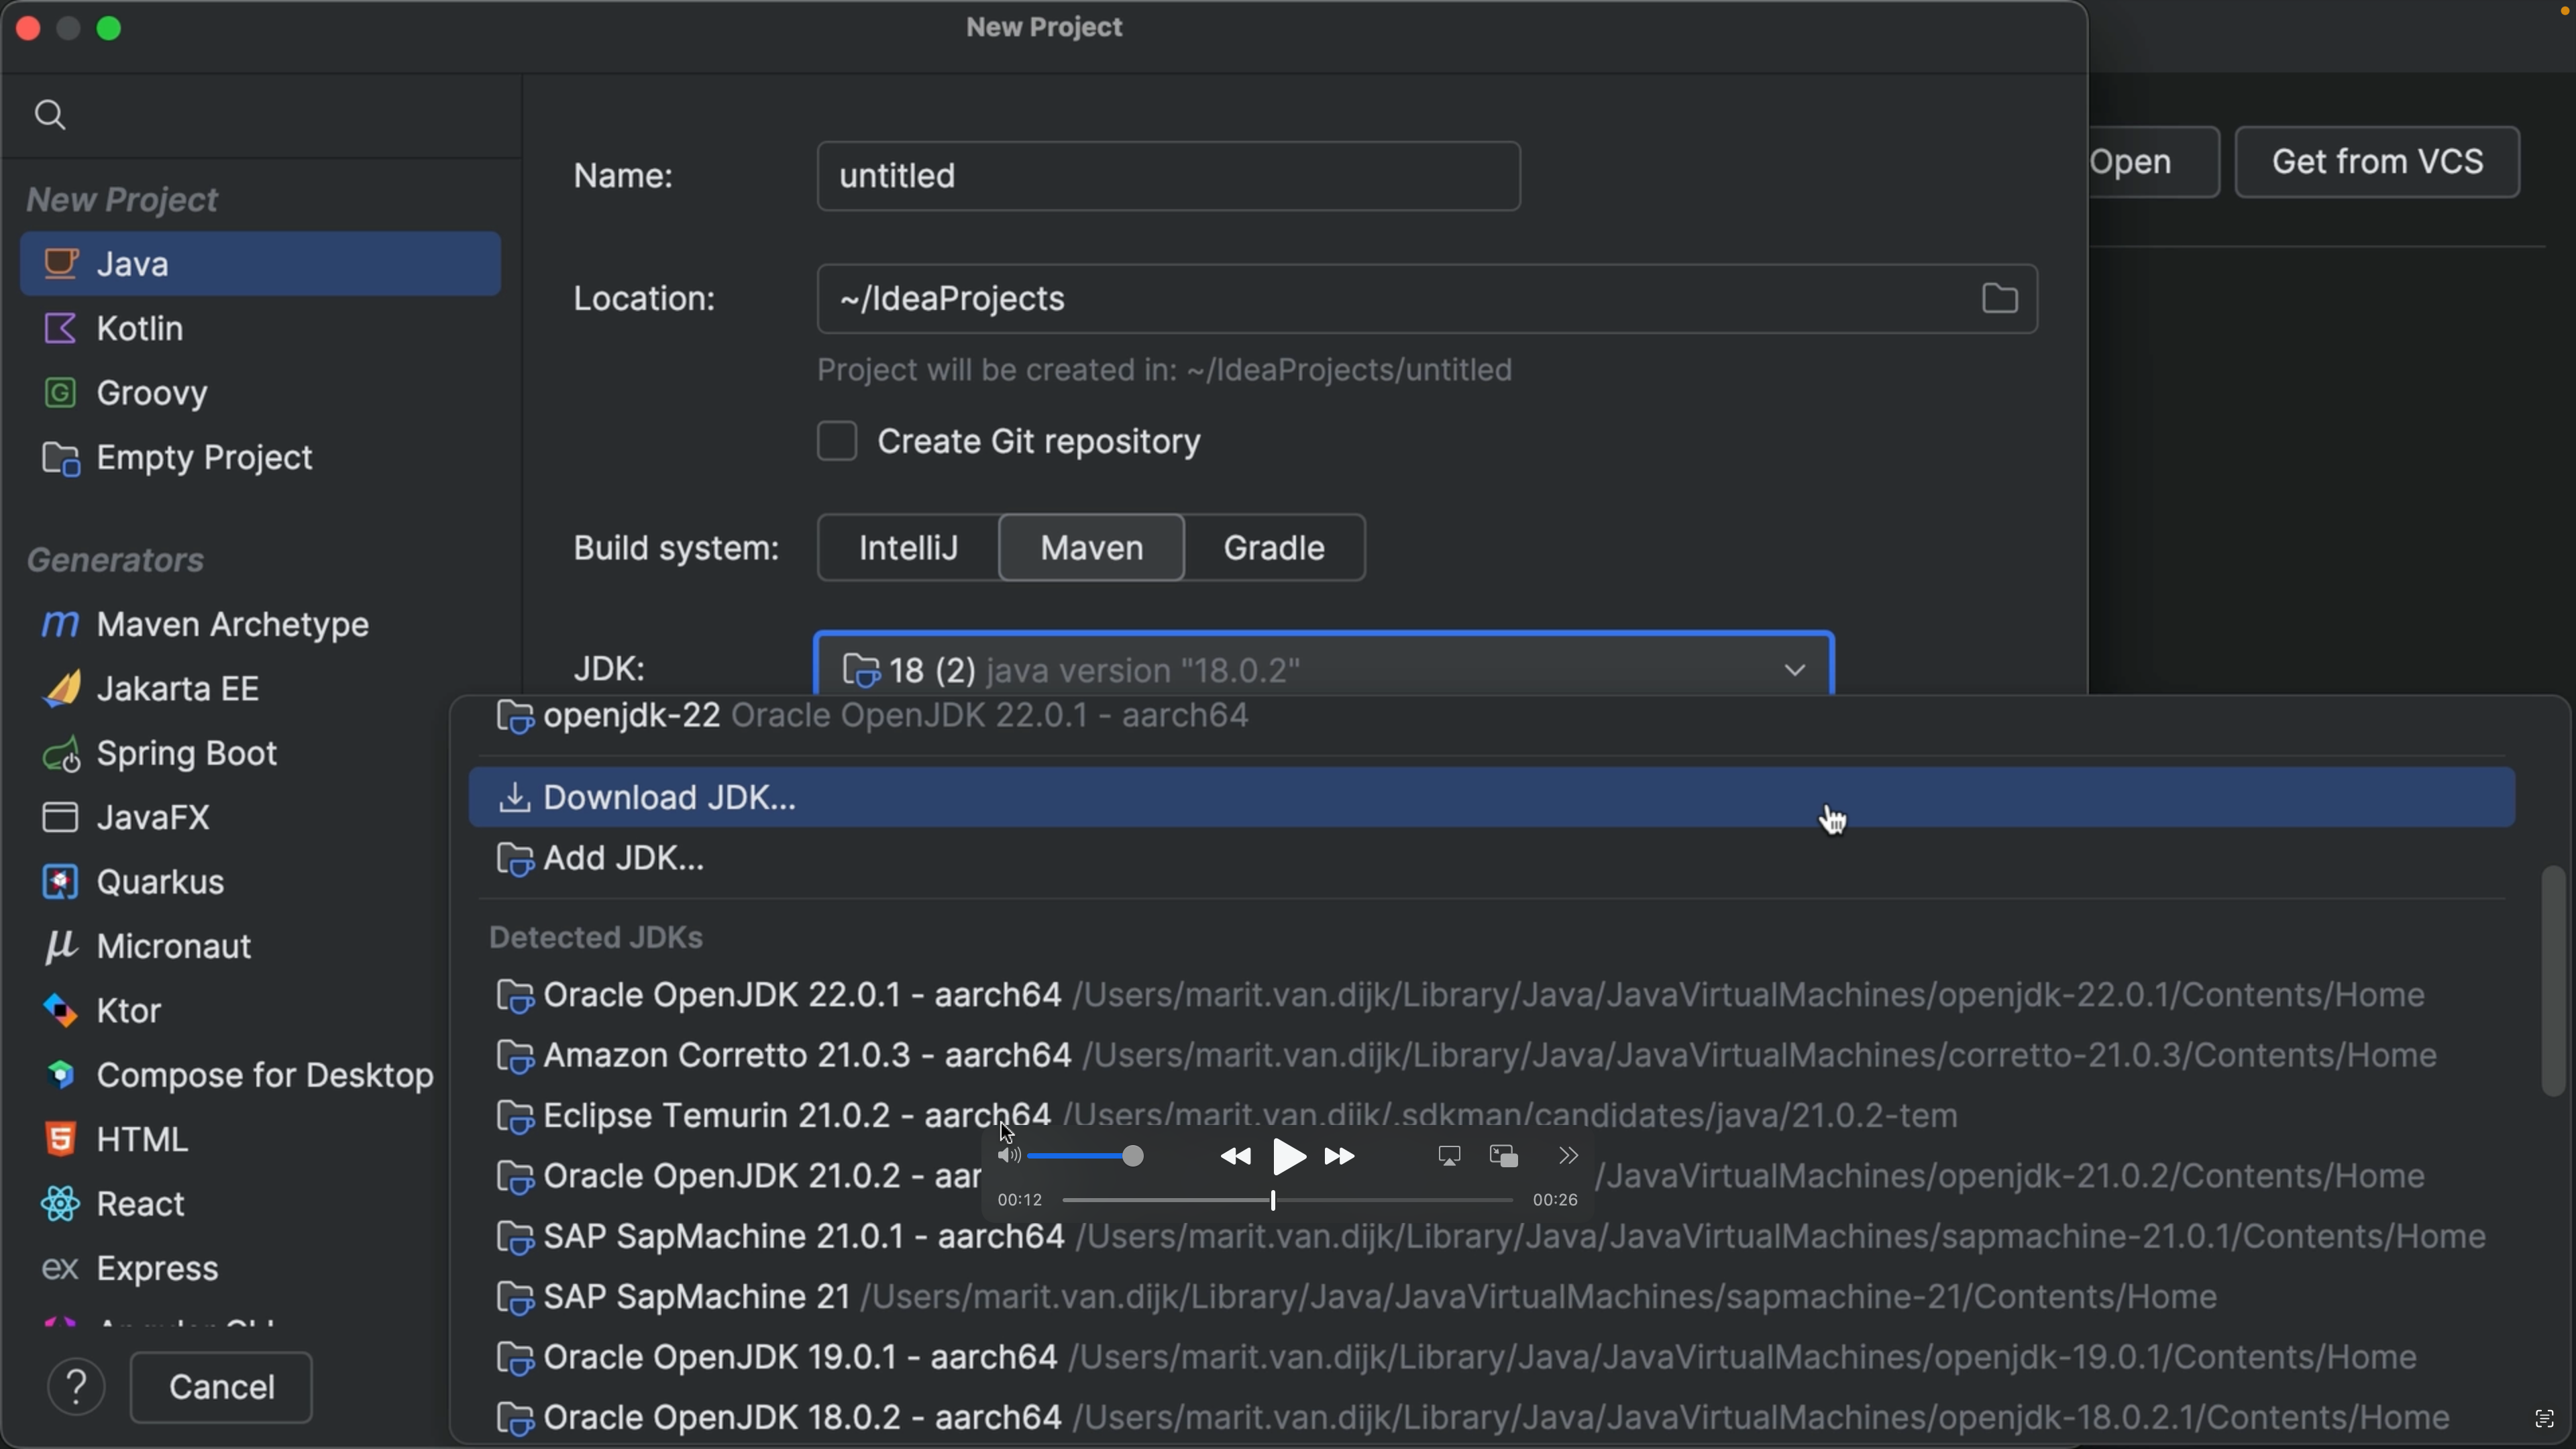 New Project
New Project
Java
Kotlin
Groovy
Empty Project
Generators
Maven Archetype
Jakarta EE
Spring Boot
JavaFX
Quarkus
Micronaut
Ktor
Compose for Desktop
HTML
React
ex Express
Cancel
Name: untitled
Location: ~/IdeaProjects
Project will be created in: ~/IdeaProjects/untitled
Create Git repository
Build system: IntelliJ Maven Gradle
JDK: 18 (2) java version "18.0.2"
Open
Get from VCS
openjdk-22 Oracle OpenJDK 22.0.1 - aarch64
Download JDK...
Add JDK...
Detected JDKs
Oracle OpenJDK 22.0.1 - aarch64 /Users/marit.van.dijk/Library/Java/JavaVirtualMachines/openjdk-22.0.1/Contents/Home
Amazon Corretto 21.0.3 - aarch64 /Users/marit.van.dijk/Library/Java/JavaVirtualMachines/corretto-21.0.3/Contents/Home
Eclipse Temurin 21.0.2 - aarch64 /Users/marit.van.dijk/.sdkman/candidates/java/21.0.2-tem
Oracle OpenJDK 21.0.2 - aar /JavaVirtualMachines/openjdk-21.0.2/Contents/Home
00:12
00:26
SAP SapMachine 21.0.1 - aarch64 /Users/marit.van.dijk/Library/Java/JavaVirtualMachines/sapmachine-21.0.1/Contents/Home
SAP SapMachine 21 /Users/marit.van.dijk/Library/Java/JavaVirtualMachines/sapmachine-21/Contents/Home
Oracle OpenJDK 19.0.1 - aarch64 /Users/marit.van.dijk/Library/Java/JavaVirtualMachines/openjdk-19.0.1/Contents/Home
Oracle OpenJDK 18.0.2 - aarch64 /Users/marit.van.dijk/Library/Java/JavaVirtualMachines/openjdk-18.0.2.1/Contents/Home